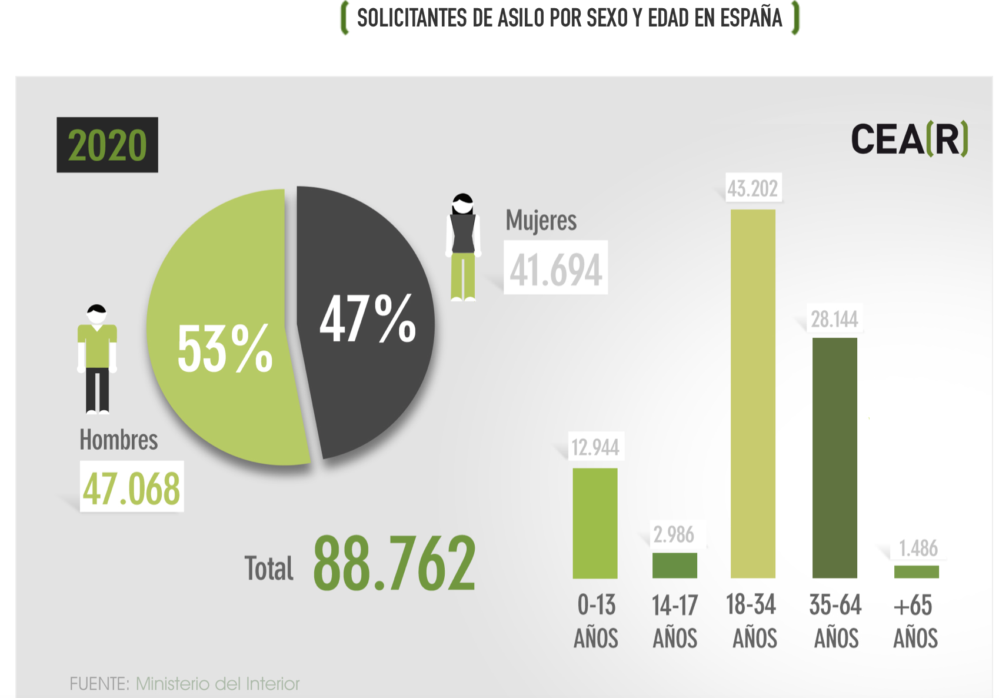 SOLICITANTES DE ASILO POR SEXO Y EDAD EN ESPAÑA
2020
CEA(R)
53%
47%
Mujeres
41.694
Hombres
47.068
Total 88.762
12.944
2.986
43.202
28.144
1.486
0-13 AÑOS
14-17 AÑOS
18-34 AÑOS
35-64 AÑOS
+65 AÑOS
FUENTE: Ministerio del Interior